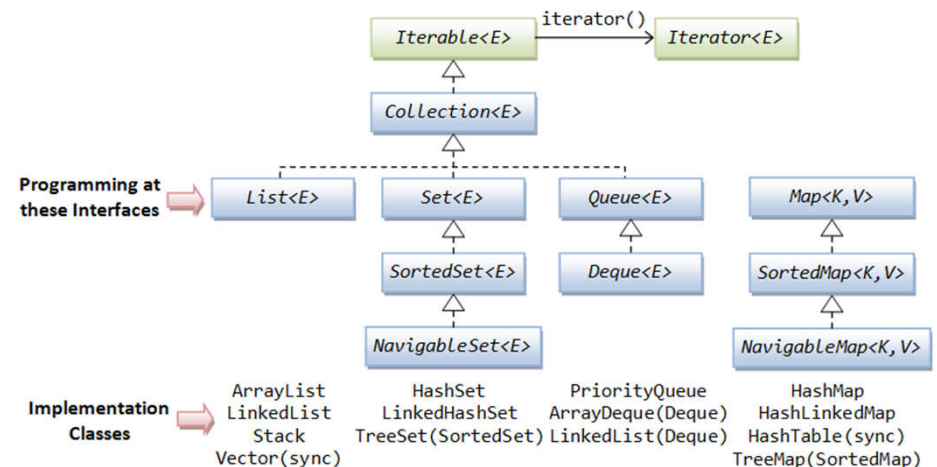 iterator()
Iterable<E>
Iterator<E>
Collection<E>
Programming at
these Interfaces
List<E>
Set<E>
Queue<E>
Map<K,V>
SortedSet<E>
Deque<E>
SortedMap<K,V>
NavigableSet<E>
NavigableMap<K,V>
Implementation
Classes
ArrayList
LinkedList
Stack
Vector(sync)
HashSet
LinkedHashSet
TreeSet(SortedSet)
PriorityQueue
ArrayDeque(Deque)
LinkedList(Deque)
HashMap
HashLinkedMap
HashTable(sync)
TreeMap(SortedMap)